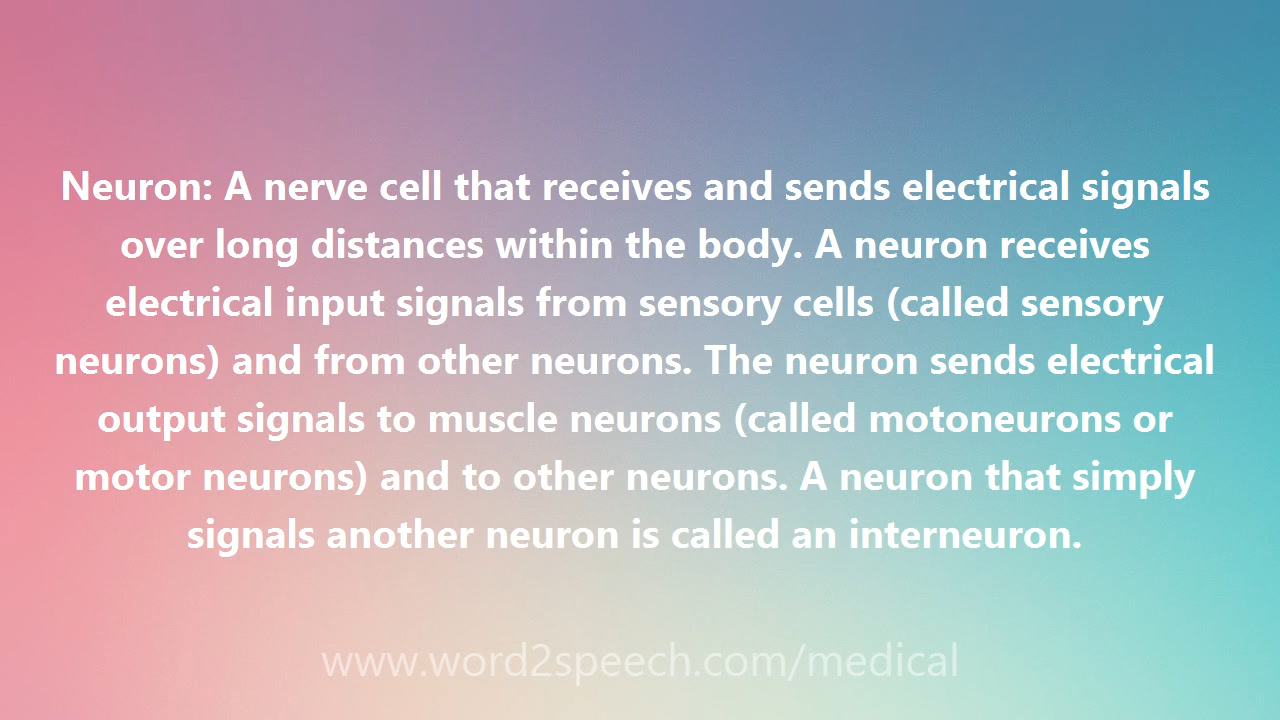 Neuron: A nerve cell that receives and sends electrical signals
over long distances within the body. A neuron receives
electrical input signals from sensory cells (called sensory
neurons) and from other neurons. The neuron sends electrical
output signals to muscle neurons (called motoneurons or
motor neurons) and to other neurons. A neuron that simply
signals another neuron is called an interneuron.
www.word2speech.com/medical